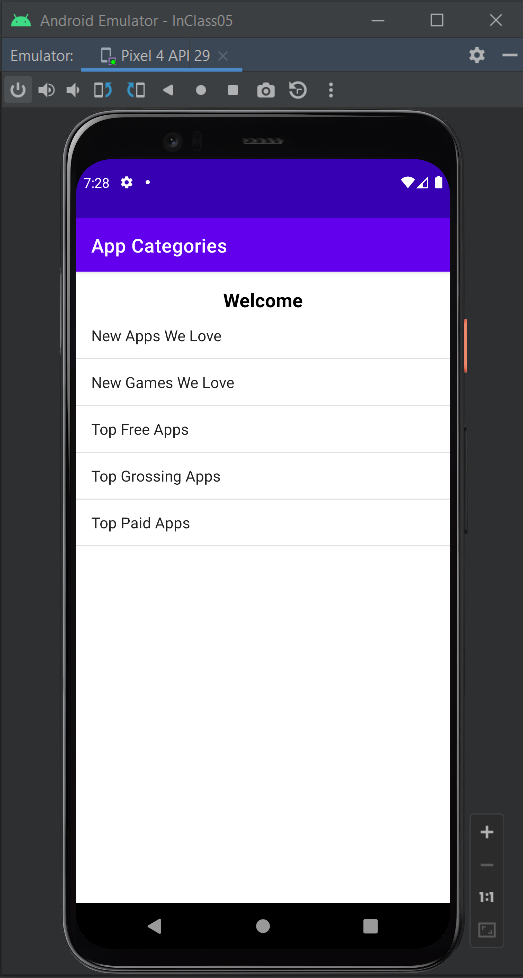 Android Emulator - InClass05
Emulator: Pixel 4 API 29
7:28
App Categories
Welcome
New Apps We Love
New Games We Love
Top Free Apps
Top Grossing Apps
Top Paid Apps
1:1